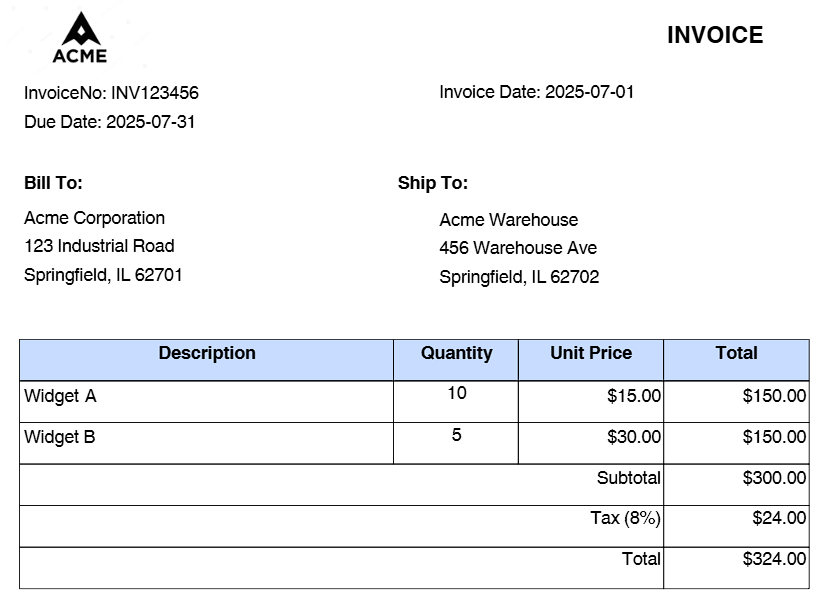 ACME
INVOICE
InvoiceNo: INV123456
Invoice Date: 2025-07-01
Due Date: 2025-07-31
Bill To:
Ship To:
Acme Corporation
Acme Warehouse
123 Industrial Road
456 Warehouse Ave
Springfield, IL 62701
Springfield, IL 62702
Description Quantity Unit Price Total
Widget A 10 $15.00 $150.00
Widget B 5 $30.00 $150.00
Subtotal $300.00
Tax (8%) $24.00
Total $324.00